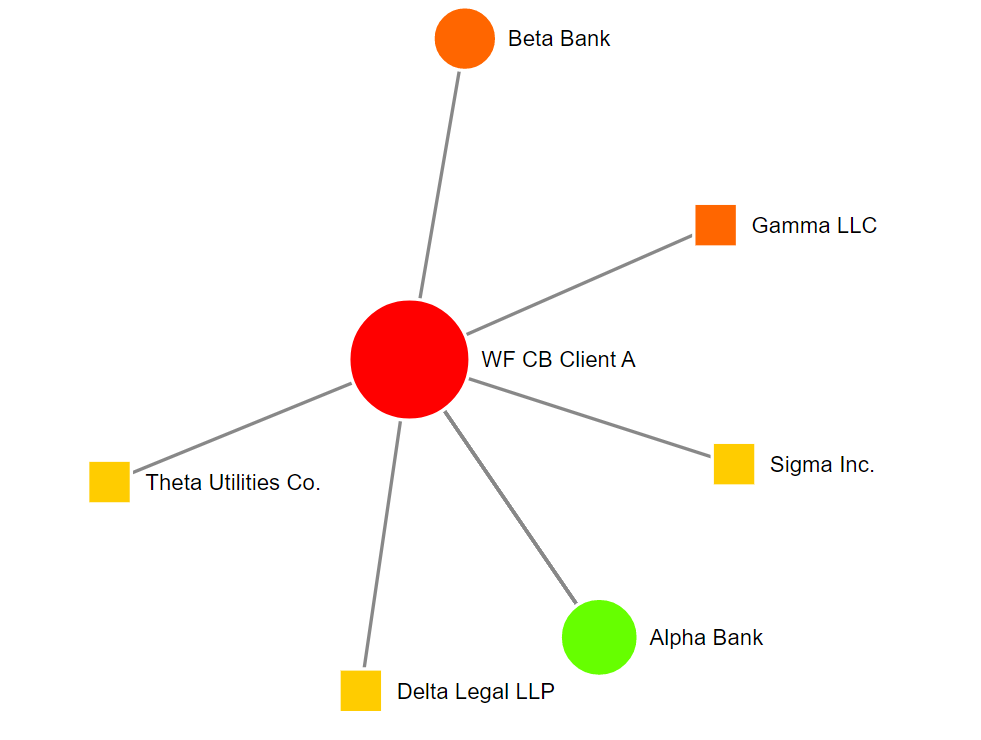 Beta Bank
Gamma LLC
WF CB Client A
Sigma Inc.
Theta Utilities Co.
Alpha Bank
Delta Legal LLP